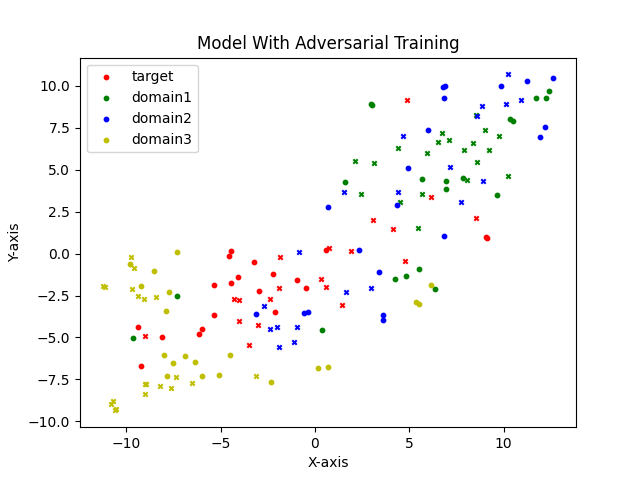 Model With Adversarial Training
target
domain1
domain2
domain3
10.0
7.5
5.0
2.5
0.0
−2.5
−5.0
−7.5
−10.0
Y-axis
−10
−5
0
5
10
X-axis